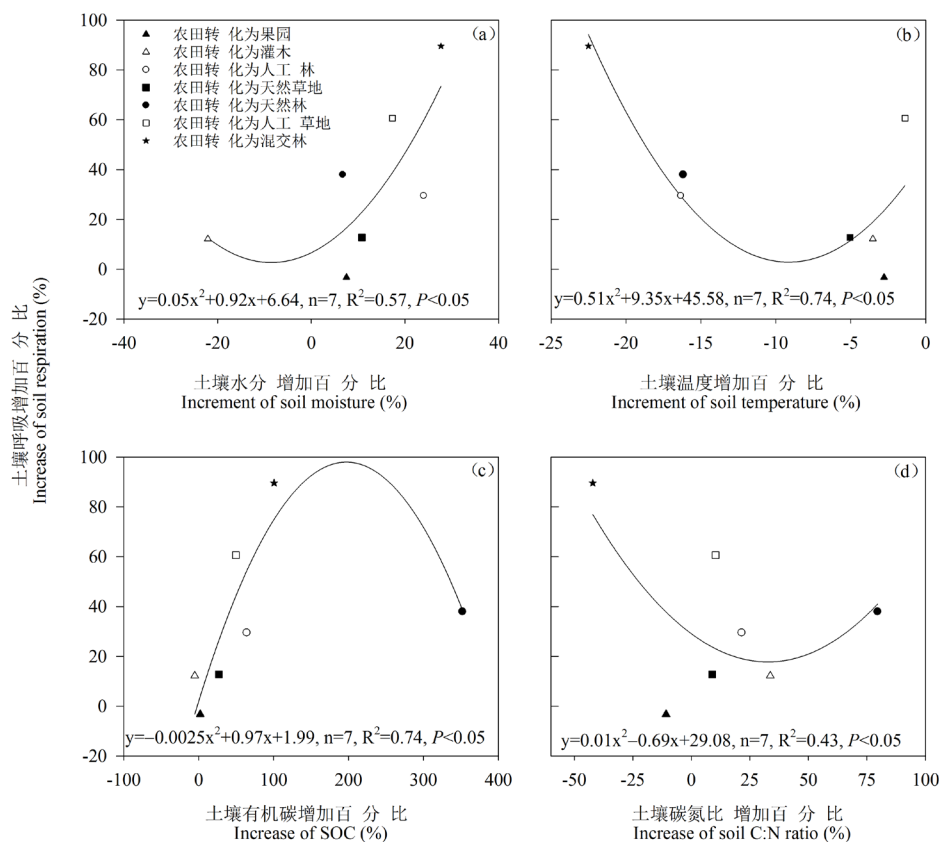 土壤呼吸增加百 分 比
Increase of soil respiration (%)
(a)
农田转 化为果园
农田转 化为灌木
农田转 化为人工 林
农田转 化为天然草地
农田转 化为天然林
农田转 化为人工 草地
农田转 化为混交林
100
80
60
40
20
0
-20
y=0.05x²+0.92x+6.64, n=7, R²=0.57, P<0.05
-40 -20 0 20 40
土壤水分 增加百 分 比
Increment of soil moisture (%)
(b)
y=0.51x²+9.35x+45.58, n=7, R²=0.74, P<0.05
-25 -20 -15 -10 -5 0
土壤温度增加百 分 比
Increment of soil temperature (%)
(c)
100
80
60
40
20
0
-20
y=−0.0025x²+0.97x+1.99, n=7, R²=0.74, P<0.05
-100 0 100 200 300 400
土壤有机碳增加百 分 比
Increase of SOC (%)
(d)
y=0.01x²−0.69x+29.08, n=7, R²=0.43, P<0.05
-50 -25 0 25 50 75 100
土壤碳氮比 增加百 分 比
Increase of soil C:N ratio (%)